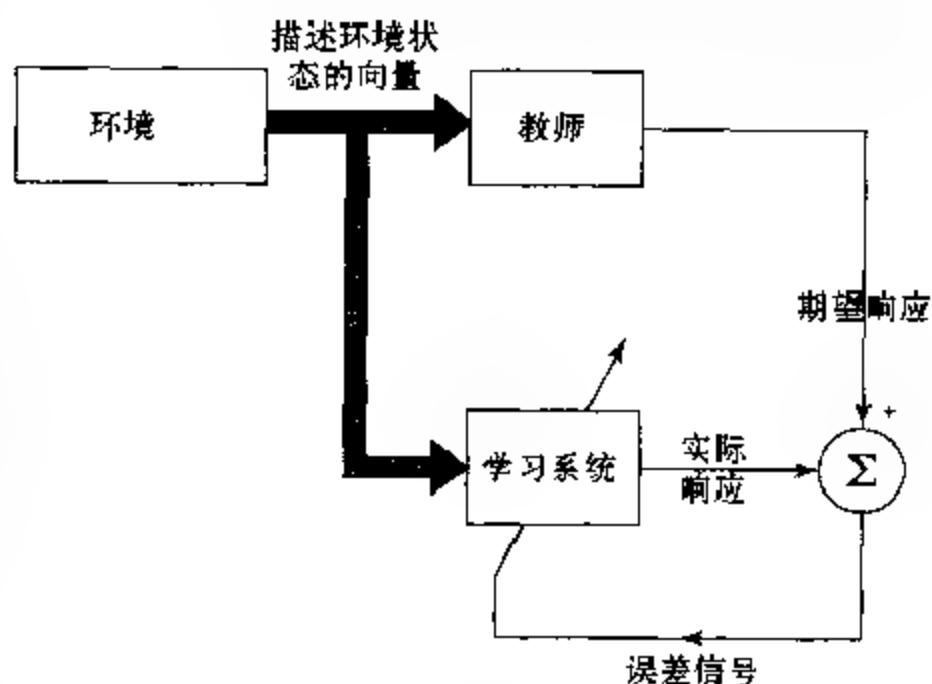 描述环境状
态的向量
环境
教师
期望响应
+
学习系统
实际
响应
Σ
误差信号